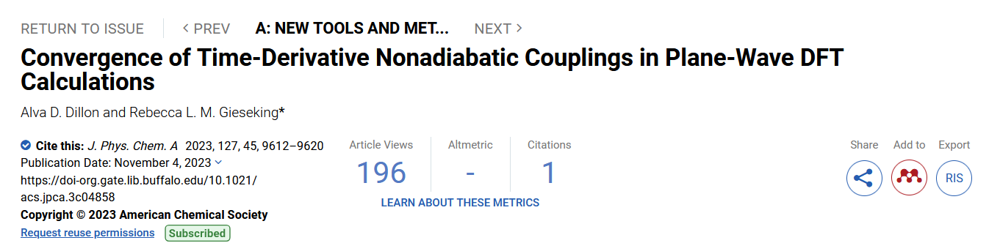 RETURN TO ISSUE < PREV A: NEW TOOLS AND MET... NEXT >
Convergence of Time-Derivative Nonadiabatic Couplings in Plane-Wave DFT
Calculations
Alva D. Dillon and Rebecca L. M. Gieseking*
Cite this: J. Phys. Chem. A 2023, 127, 45, 9612–9620
Publication Date: November 4, 2023
https://doi-org.gate.lib.buffalo.edu/10.1021/
acs.jpca.3c04858
Copyright © 2023 American Chemical Society
Request reuse permissions Subscribed
Article Views Altmetric Citations
196 - 1
LEARN ABOUT THESE METRICS
Share Add to Export
RIS